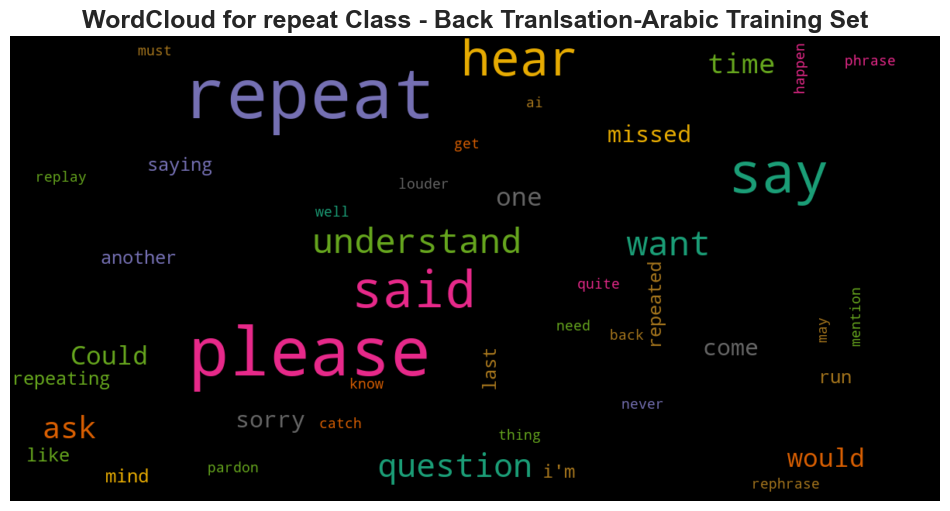 WordCloud for repeat Class - Back Tranlsation-Arabic Training Set
must
hear
time
happen
phrase
repeat
ai
missed
get
saying
say
replay
louder
one
well
understand
want
another
said
quite
repeated
need
back
may
mention
Could
please
last
come
repeating
know
run
never
ask
sorry
catch
thing
like
mind
pardon
question
i'm
would
rephrase